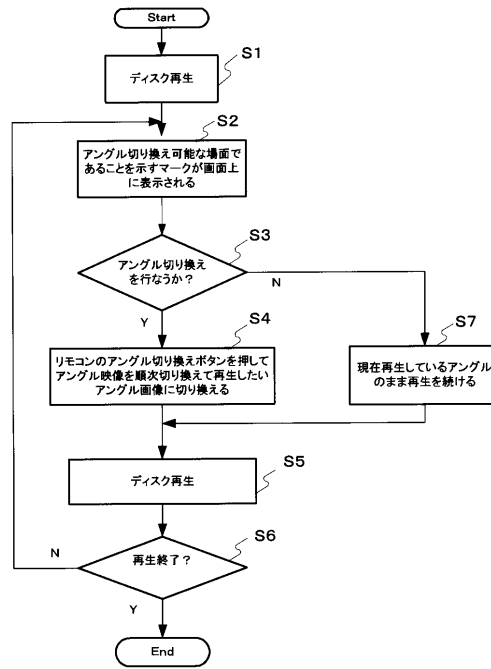 Start
S1
ディスク再生
S2
アングル切り換え可能な場面で
あることを示すマークが画面上
に表示される
S3
アングル切り換え
を行なうか？
N
Y
S4
リモコンのアングル切り換えボタンを押して
アングル映像を順次切り換えて再生したい
アングル画像に切り換える
S7
現在再生しているアングル
のまま再生を続ける
S5
ディスク再生
S6
再生終了？
N
Y
End